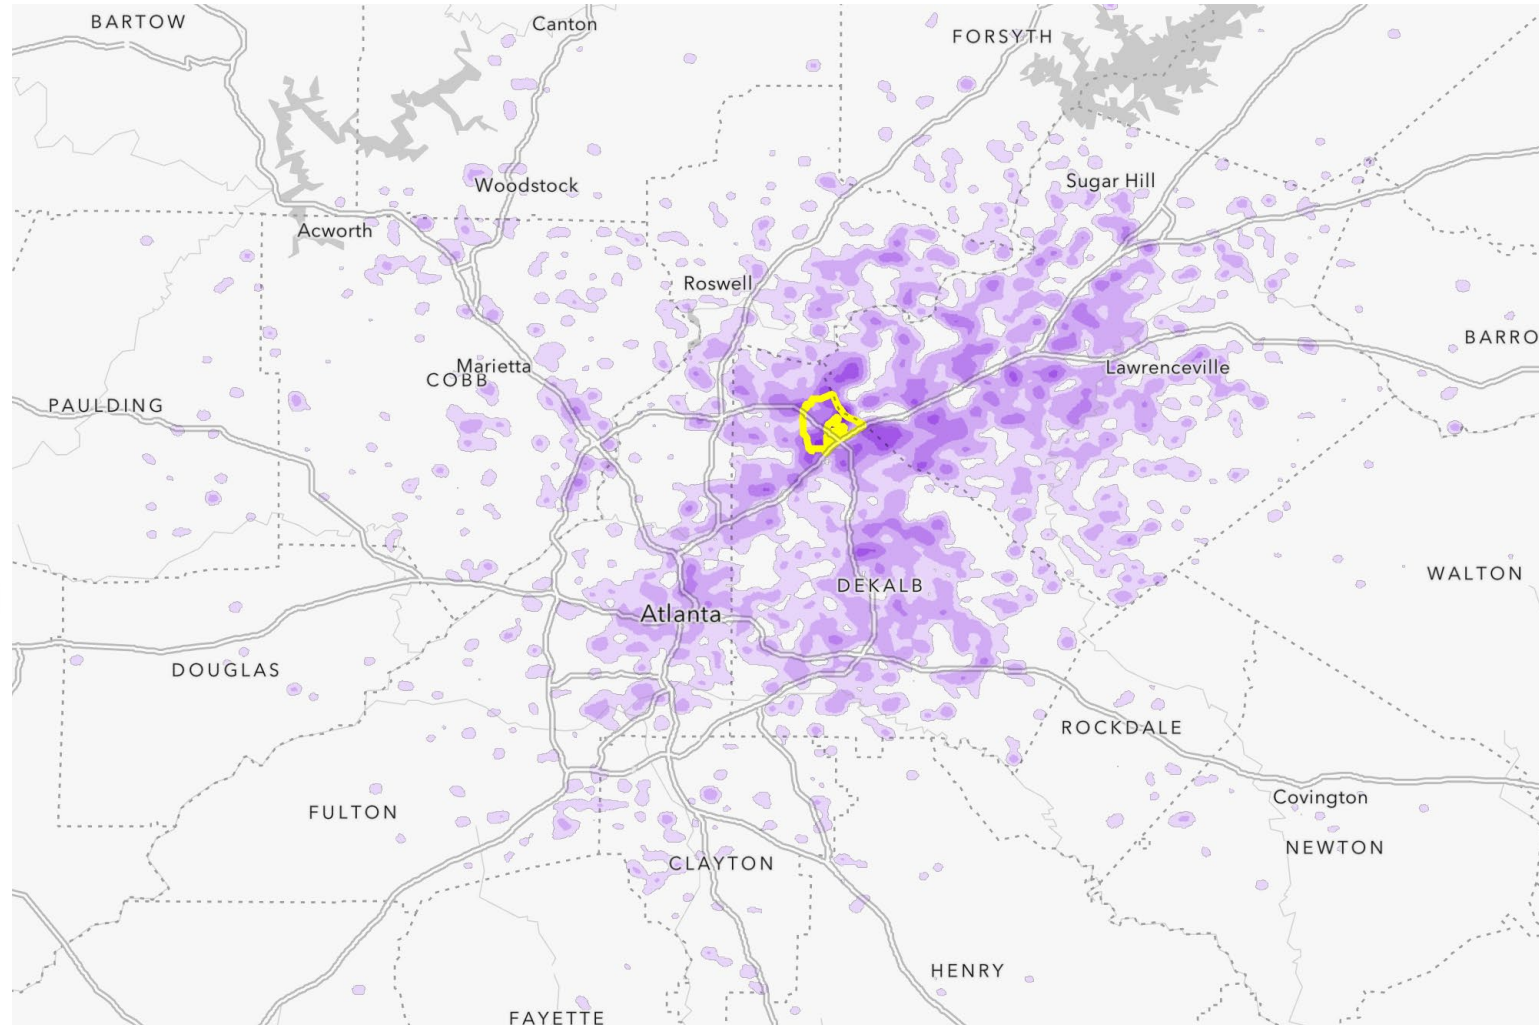 BARTOW
Canton
FORSYTH
Woodstock
Sugar Hill
Acworth
Roswell
BARRO
Marietta
COBB
Lawrenceville
PAULDING
WALTON
DEKALB
Atlanta
DOUGLAS
ROCKDALE
Covington
FULTON
NEWTON
CLAYTON
HENRY
FAYETTE